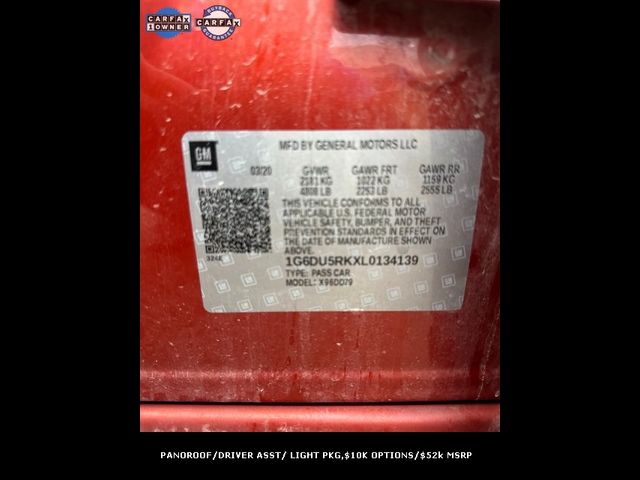 CARFAX
1 OWNER
BUYBACK
CARFAX
GUARANTEE
GM
MFD BY GENERAL MOTORS LLC
03/20 GVWR GAWR FRT GAWR RR
2181 KG 1022 KG 1159 KG
4808 LB 2253 LB 2555 LB
THIS VEHICLE CONFORMS TO ALL
APPLICABLE U.S. FEDERAL MOTOR
VEHICLE SAFETY, BUMPER, AND THEFT
PREVENTION STANDARDS IN EFFECT ON
THE DATE OF MANUFACTURE SHOWN
ABOVE.
324E
1G6DU5RKXL0134139
TYPE: PASS CAR
MODEL: X96DD79
PANOROOF/DRIVER ASST/ LIGHT PKG,$10K OPTIONS/$52k MSRP